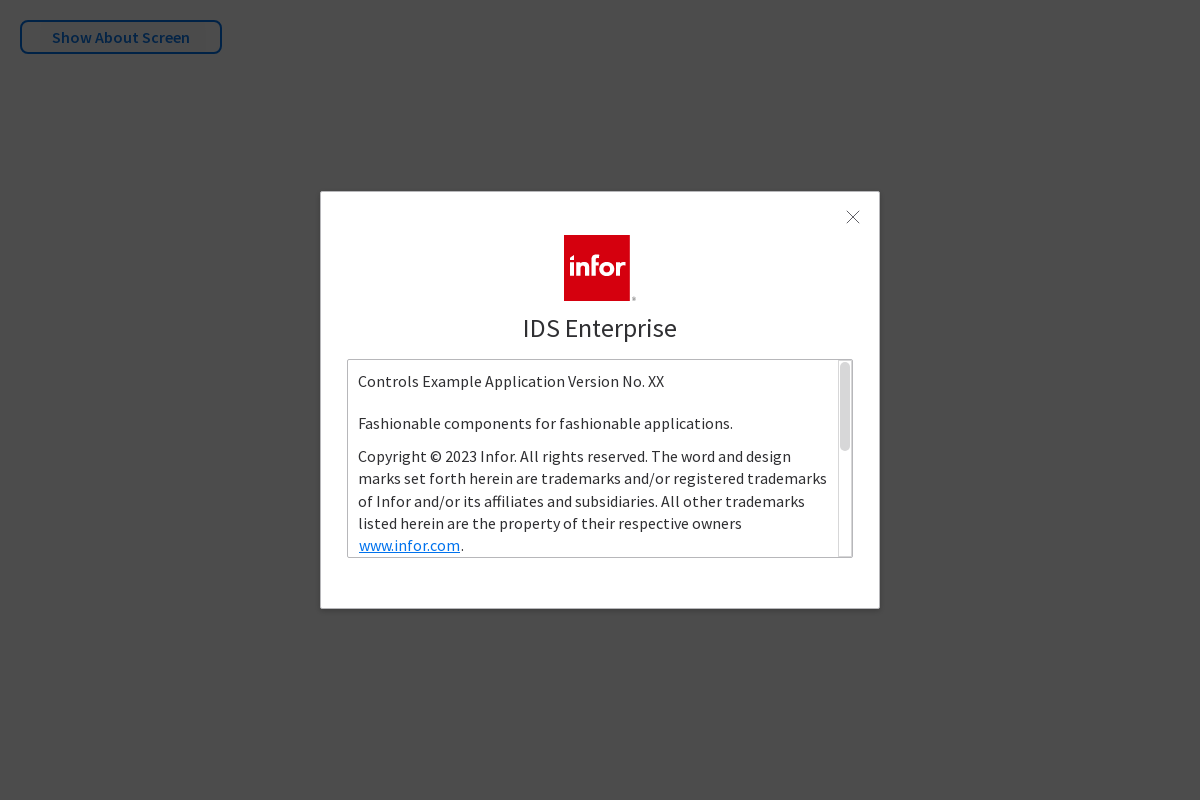 Show About Screen
infor
IDS Enterprise
Controls Example Application Version No. XX
Fashionable components for fashionable applications.
Copyright © 2023 Infor. All rights reserved. The word and design
marks set forth herein are trademarks and/or registered trademarks
of Infor and/or its affiliates and subsidiaries. All other trademarks
listed herein are the property of their respective owners
www.infor.com.